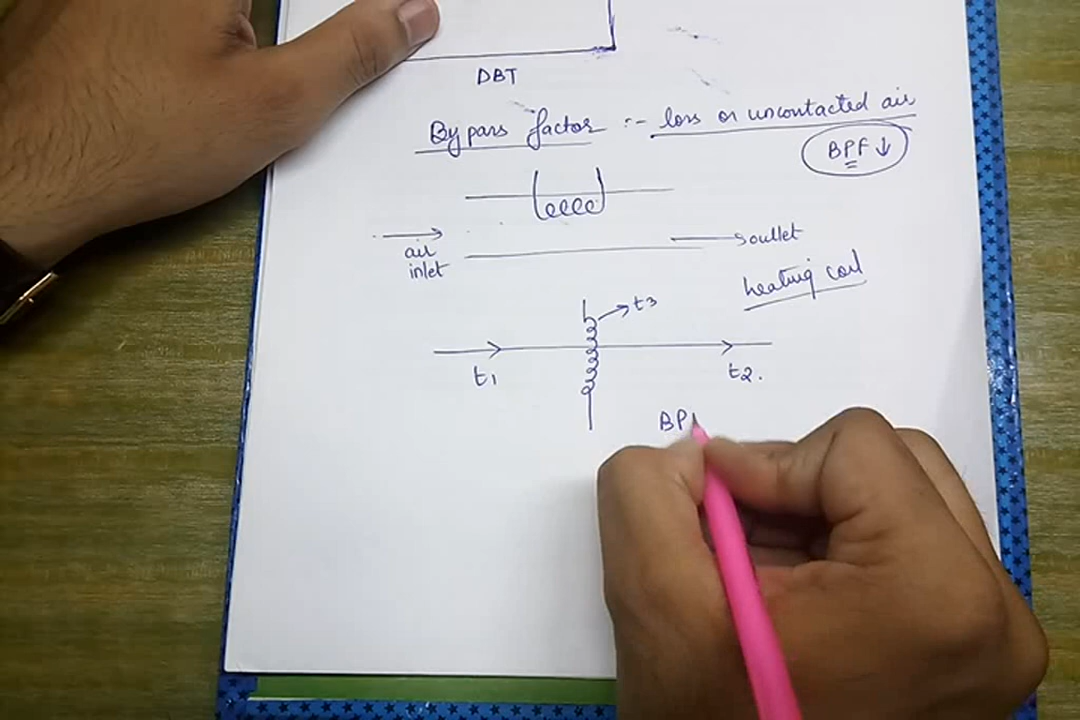 DBT
By pass factor :- loss or uncontacted air
BPF ↓
air inlet
outlet
heating coil
t3
t1
t2.
BP